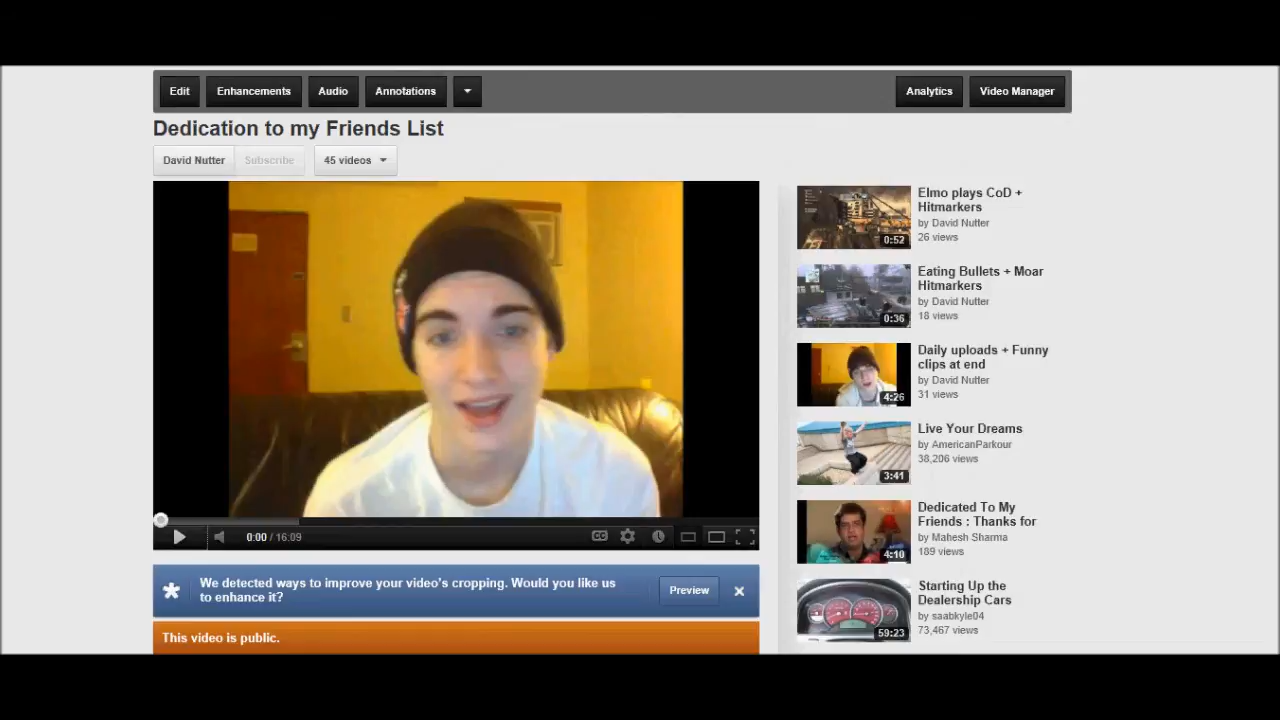 Edit Enhancements Audio Annotations Analytics Video Manager
Dedication to my Friends List
David Nutter Subscribe 45 videos
Elmo plays CoD +
Hitmarkers
by David Nutter
26 views
0:52
Eating Bullets + Moar
Hitmarkers
by David Nutter
18 views
0:36
Daily uploads + Funny
clips at end
by David Nutter
31 views
4:26
Live Your Dreams
by AmericanParkour
38,206 views
3:41
Dedicated To My
Friends : Thanks for
by Mahesh Sharma
189 views
4:10
Starting Up the
Dealership Cars
by saabkyle04
73,467 views
59:23
0:00 / 16:09 CC
We detected ways to improve your video's cropping. Would you like us
to enhance it?
Preview
This video is public.